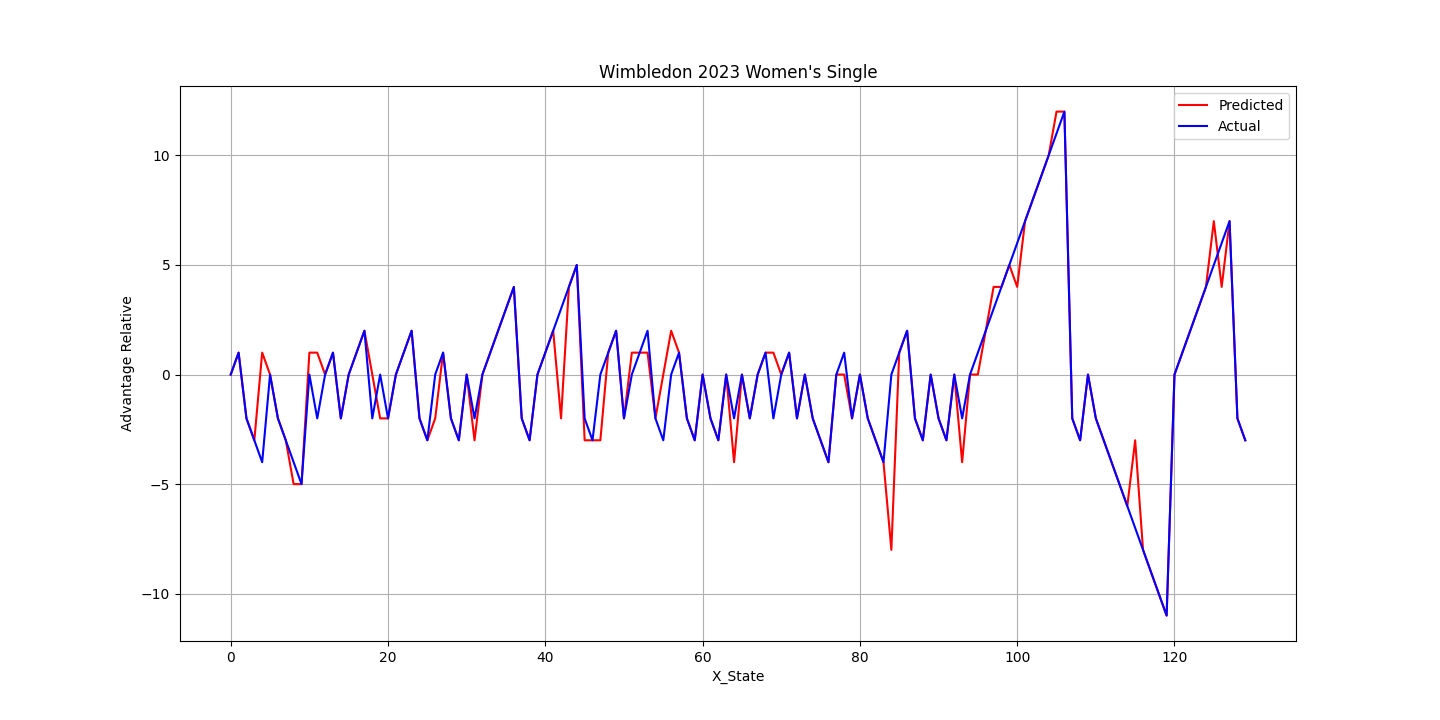 Wimbledon 2023 Women's Single
Predicted
Actual
Advantage Relative
10
5
0
−5
−10
0 20 40 60 80 100 120
X_State